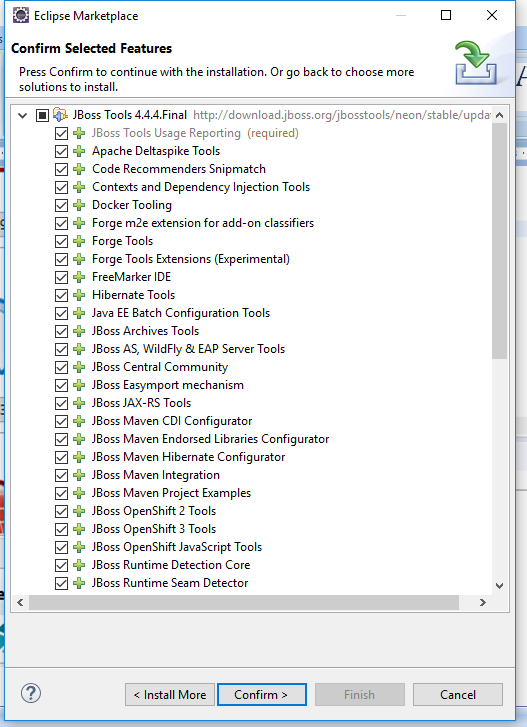 Eclipse Marketplace
Confirm Selected Features
Press Confirm to continue with the installation. Or go back to choose more
solutions to install.
JBoss Tools 4.4.4.Final http://download.jboss.org/jbosstools/neon/stable/upda
JBoss Tools Usage Reporting (required)
Apache Deltaspike Tools
Code Recommenders Snipmatch
Contexts and Dependency Injection Tools
Docker Tooling
Forge m2e extension for add-on classifiers
Forge Tools
Forge Tools Extensions (Experimental)
FreeMarker IDE
Hibernate Tools
Java EE Batch Configuration Tools
JBoss Archives Tools
JBoss AS, WildFly & EAP Server Tools
JBoss Central Community
JBoss Easymport mechanism
JBoss JAX-RS Tools
JBoss Maven CDI Configurator
JBoss Maven Endorsed Libraries Configurator
JBoss Maven Hibernate Configurator
JBoss Maven Integration
JBoss Maven Project Examples
JBoss OpenShift 2 Tools
JBoss OpenShift 3 Tools
JBoss OpenShift JavaScript Tools
JBoss Runtime Detection Core
JBoss Runtime Seam Detector
? < Install More Confirm > Finish Cancel